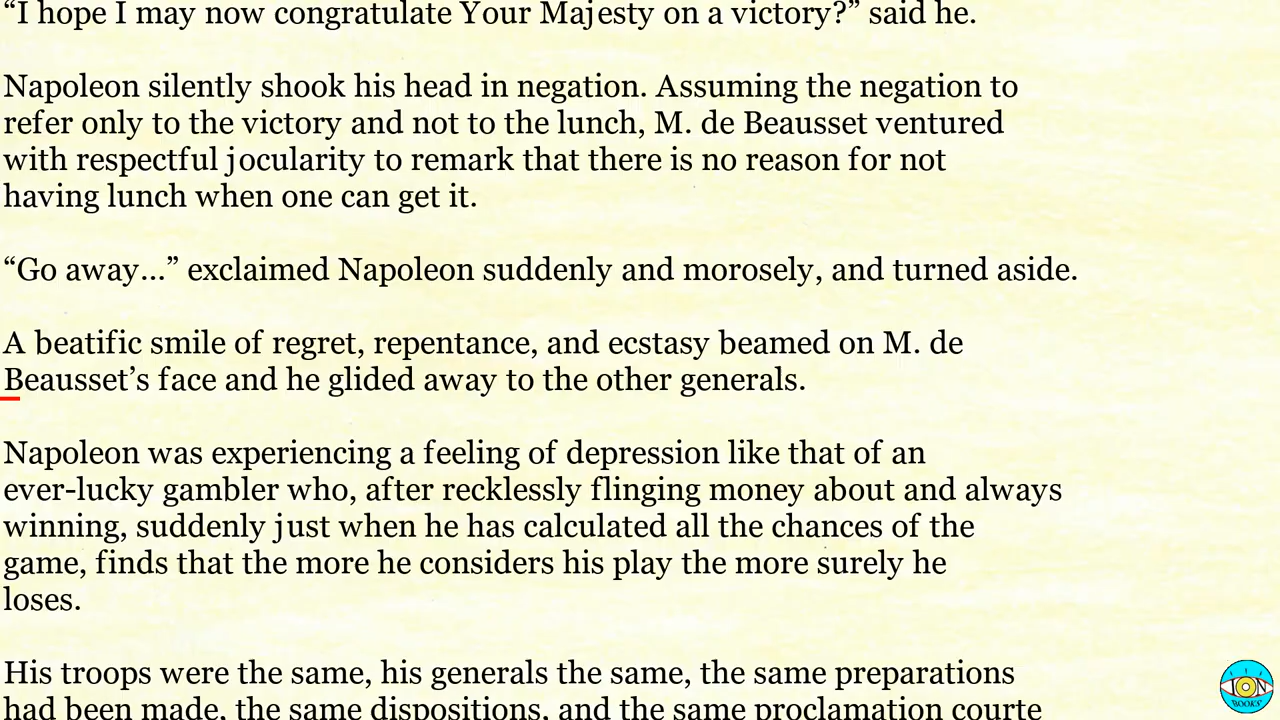 “I hope I may now congratulate Your Majesty on a victory?” said he.
Napoleon silently shook his head in negation. Assuming the negation to
refer only to the victory and not to the lunch, M. de Beausset ventured
with respectful jocularity to remark that there is no reason for not
having lunch when one can get it.
“Go away...” exclaimed Napoleon suddenly and morosely, and turned aside.
A beatific smile of regret, repentance, and ecstasy beamed on M. de
Beausset’s face and he glided away to the other generals.
Napoleon was experiencing a feeling of depression like that of an
ever-lucky gambler who, after recklessly flinging money about and always
winning, suddenly just when he has calculated all the chances of the
game, finds that the more he considers his play the more surely he
loses.
His troops were the same, his generals the same, the same preparations
had been made, the same dispositions, and the same proclamation courte
ION
BOOKS